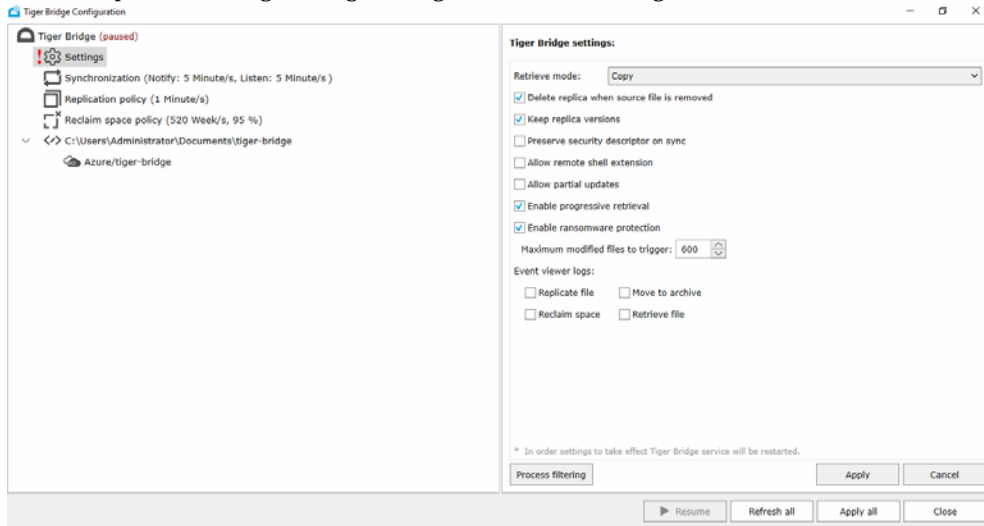 Tiger Bridge Configuration
Tiger Bridge (paused)
Settings
Synchronization (Notify: 5 Minute/s, Listen: 5 Minute/s )
Replication policy (1 Minute/s)
Reclaim space policy (520 Week/s, 95 %)
C:\Users\Administrator\Documents\tiger-bridge
Azure/tiger-bridge
Tiger Bridge settings:
Retrieve mode: Copy
Delete replica when source file is removed
Keep replica versions
Preserve security descriptor on sync
Allow remote shell extension
Allow partial updates
Enable progressive retrieval
Enable ransomware protection
Maximum modified files to trigger: 600
Event viewer logs:
Replicate file Move to archive
Reclaim space Retrieve file
* In order settings to take effect Tiger Bridge service will be restarted.
Process filtering Apply Cancel
Resume Refresh all Apply all Close